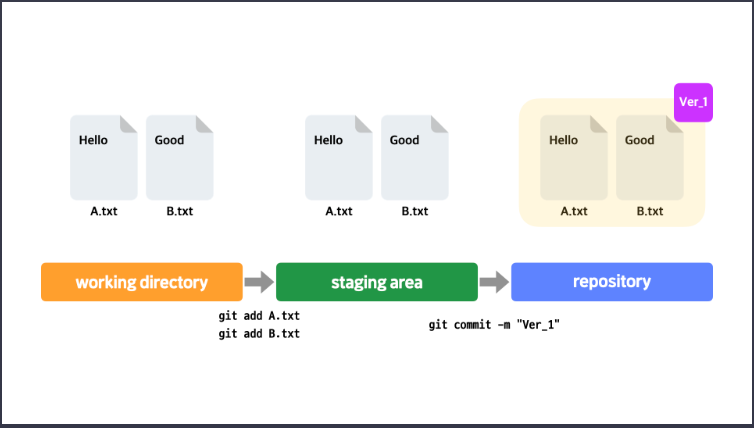 Ver_1
Hello
Good
Hello
Good
Hello
Good
A.txt
B.txt
A.txt
B.txt
A.txt
B.txt
working directory
staging area
repository
git add A.txt
git add B.txt
git commit -m "Ver_1"